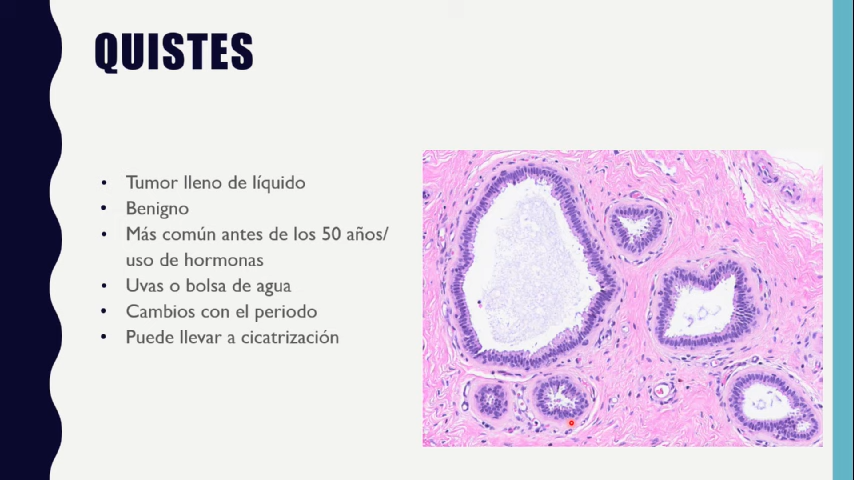 QUISTES
• Tumor lleno de líquido
• Benigno
• Más común antes de los 50 años/
uso de hormonas
• Uvas o bolsa de agua
• Cambios con el periodo
• Puede llevar a cicatrización